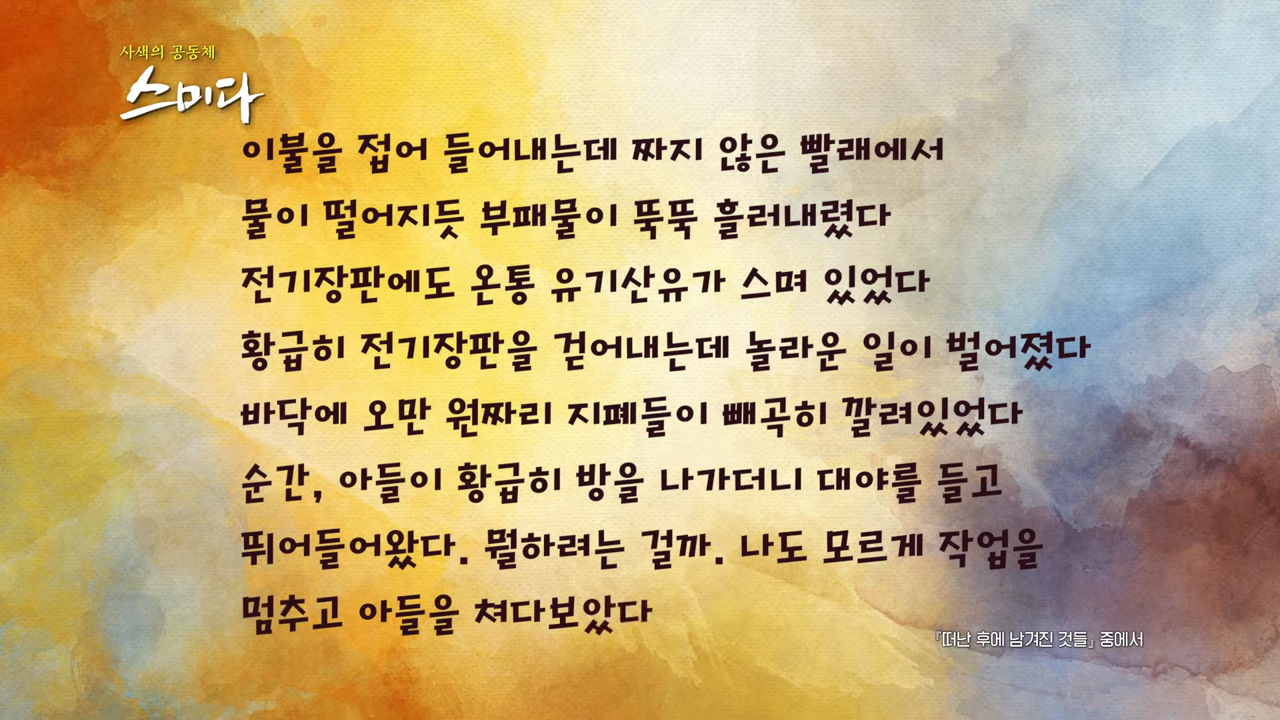 사색의 공동체
스미다
이불을 접어 들어내는데 짜지 않은 빨래에서
물이 떨어지듯 부패물이 뚝뚝 흘러내렸다
전기장판에도 온통 유기산유가 스며 있었다
황급히 전기장판을 걷어내는데 놀라운 일이 벌어졌다
바닥에 오만 원짜리 지폐들이 빼곡히 깔려있었다
순간, 아들이 황급히 방을 나가더니 대야를 들고
뛰어들어왔다. 뭘하려는 걸까. 나도 모르게 작업을
멈추고 아들을 쳐다보았다
『떠난 후에 남겨진 것들』 중에서